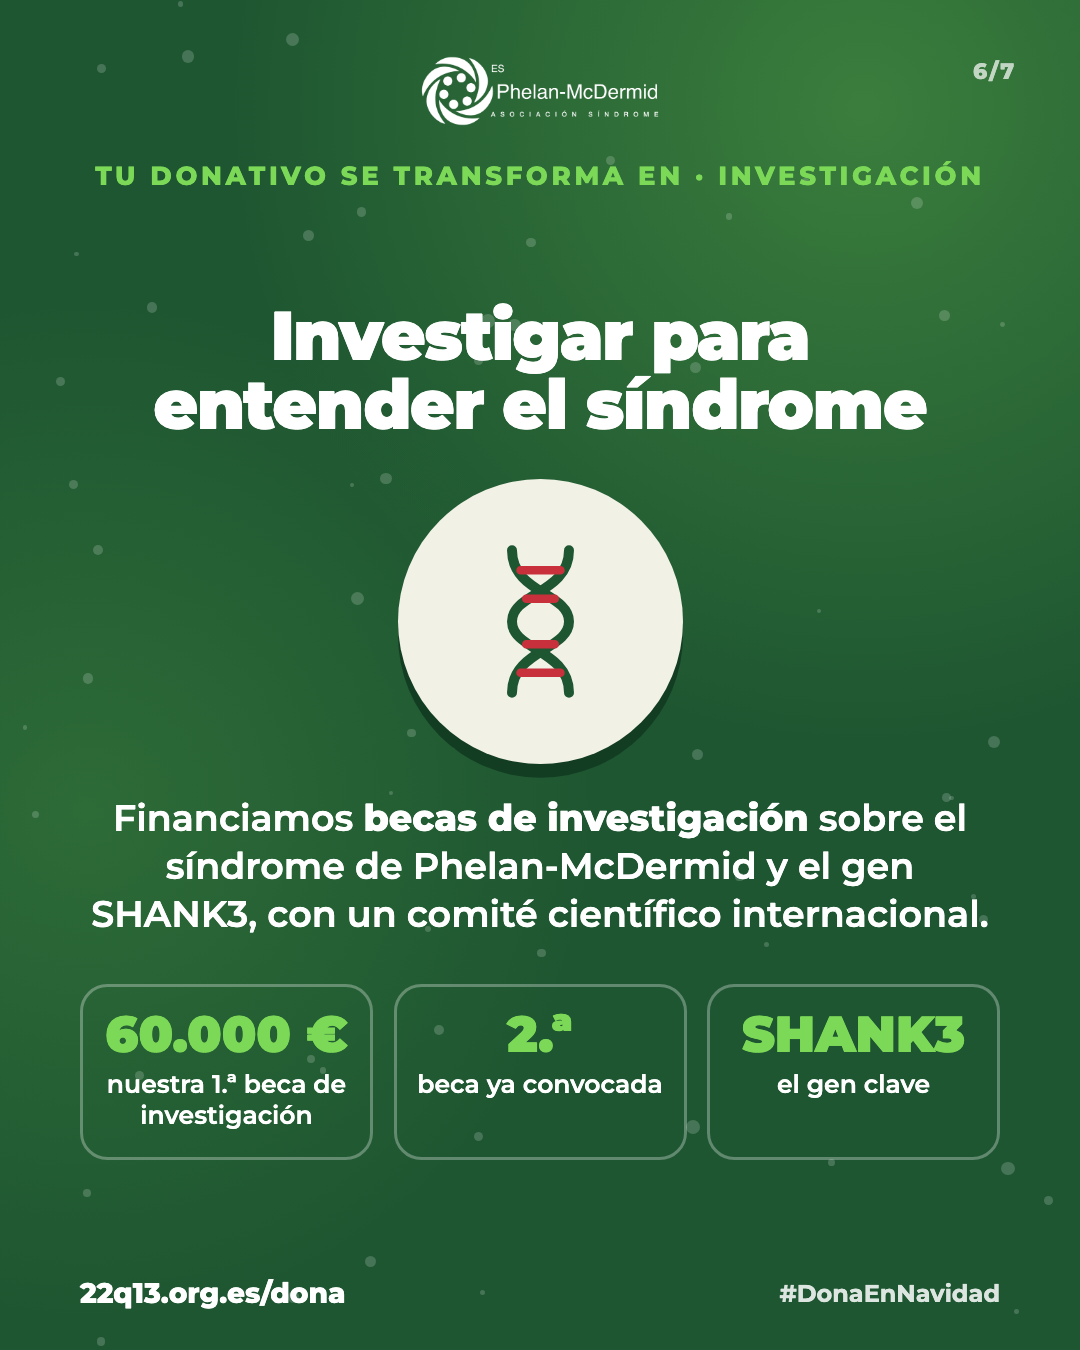 ES
Phelan-McDermid
ASOCIACIÓN SÍNDROME
6/7
TU DONATIVO SE TRANSFORMA EN · INVESTIGACIÓN
Investigar para
entender el síndrome
Financiamos becas de investigación sobre el
síndrome de Phelan-McDermid y el gen
SHANK3, con un comité científico internacional.
60.000 €
nuestra 1.ª beca de
investigación
2.ª
beca ya convocada
SHANK3
el gen clave
22q13.org.es/dona
#DonaEnNavidad